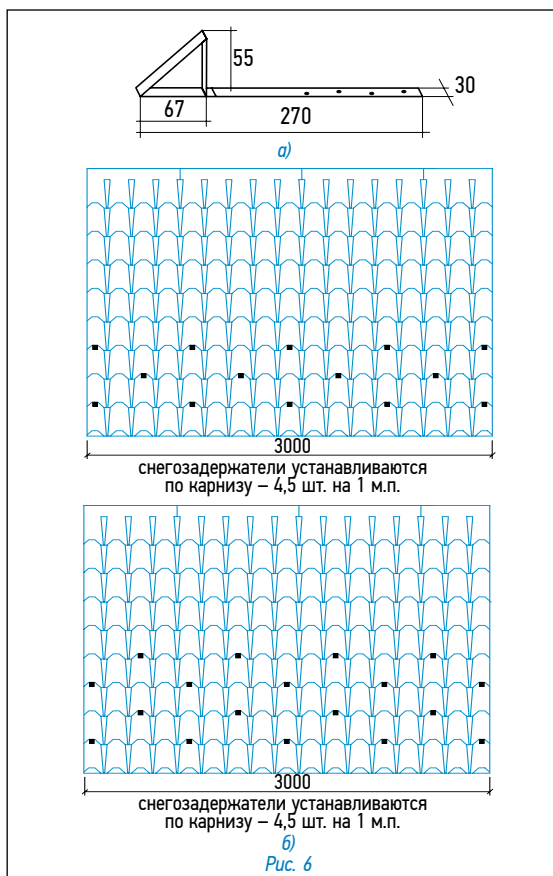 55
30
67
270
а)
3000
снегозадержатели устанавливаются
по карнизу – 4,5 шт. на 1 м.п.
3000
снегозадержатели устанавливаются
по карнизу – 4,5 шт. на 1 м.п.
б)
Рис. 6